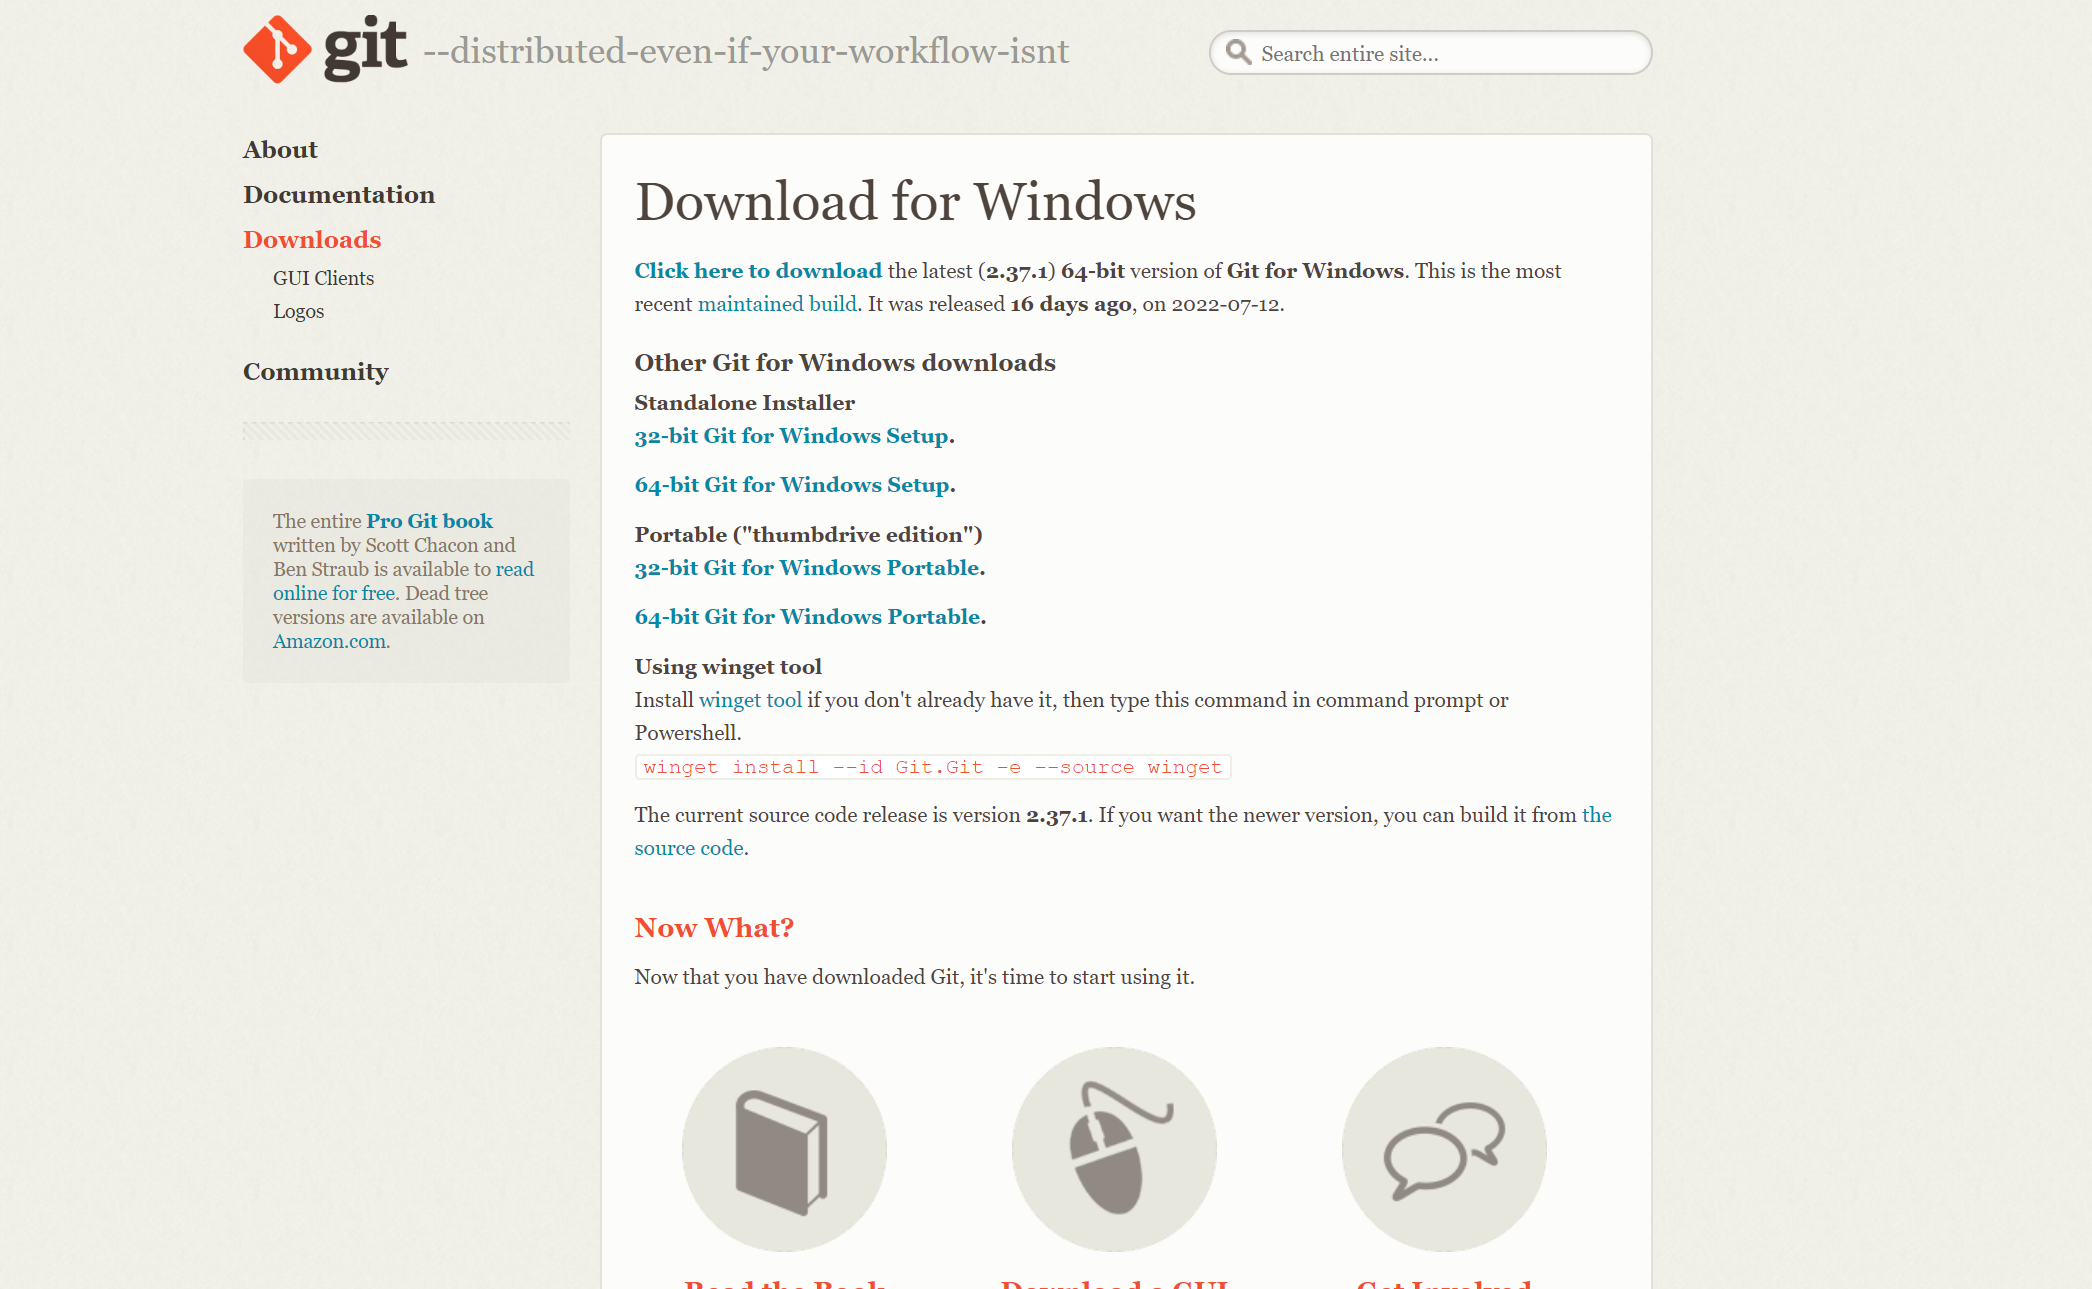 git --distributed-even-if-your-workflow-isnt
Search entire site...
About
Documentation
Downloads
GUI Clients
Logos
Community
The entire Pro Git book
written by Scott Chacon and
Ben Straub is available to read
online for free. Dead tree
versions are available on
Amazon.com.
Download for Windows
Click here to download the latest (2.37.1) 64-bit version of Git for Windows. This is the most
recent maintained build. It was released 16 days ago, on 2022-07-12.
Other Git for Windows downloads
Standalone Installer
32-bit Git for Windows Setup.
64-bit Git for Windows Setup.
Portable ("thumbdrive edition")
32-bit Git for Windows Portable.
64-bit Git for Windows Portable.
Using winget tool
Install winget tool if you don't already have it, then type this command in command prompt or
Powershell.
winget install --id Git.Git -e --source winget
The current source code release is version 2.37.1. If you want the newer version, you can build it from the
source code.
Now What?
Now that you have downloaded Git, it's time to start using it.
Read the Book
Download a GUI
Get Involved